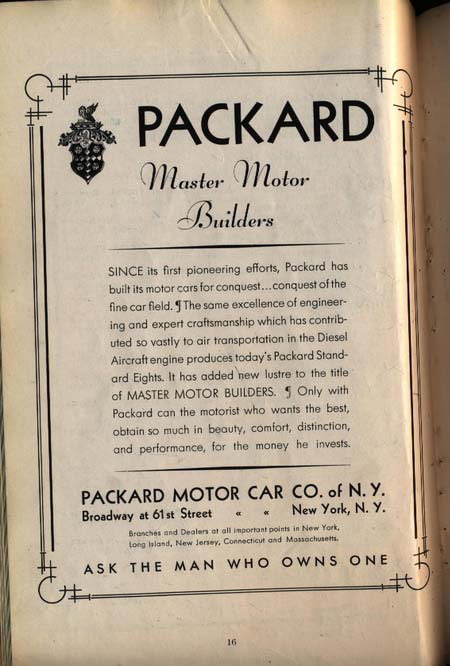 PACKARD
Master Motor
Builders
SINCE its first pioneering efforts, Packard has
built its motor cars for conquest...conquest of the
fine car field. ¶ The same excellence of engineer-
ing and expert craftsmanship which has contrib-
uted so vastly to air transportation in the Diesel
Aircraft engine produces today's Packard Stand-
ard Eights. It has added new lustre to the title
of MASTER MOTOR BUILDERS. ¶ Only with
Packard can the motorist who wants the best,
obtain so much in beauty, comfort, distinction,
and performance, for the money he invests.
PACKARD MOTOR CAR CO. of N. Y.
Broadway at 61st Street « « New York, N. Y.
Branches and Dealers at all important points in New York,
Long Island, New Jersey, Connecticut and Massachusetts.
ASK THE MAN WHO OWNS ONE
16